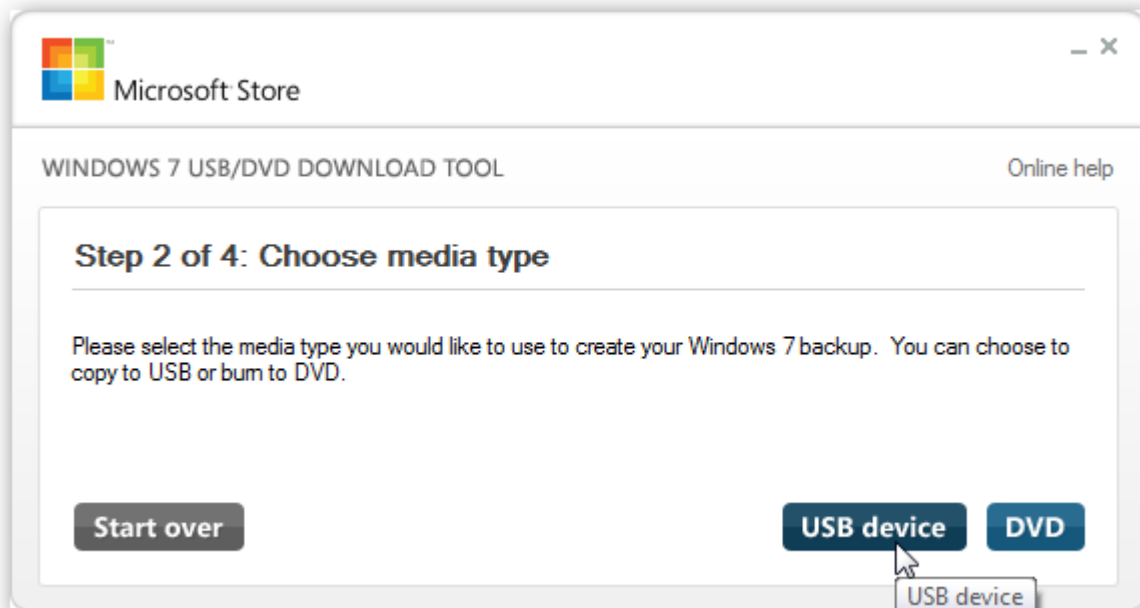 Microsoft Store
WINDOWS 7 USB/DVD DOWNLOAD TOOL
Online help
Step 2 of 4: Choose media type
Please select the media type you would like to use to create your Windows 7 backup.  You can choose to
copy to USB or burn to DVD.
Start over
USB device
DVD
USB device